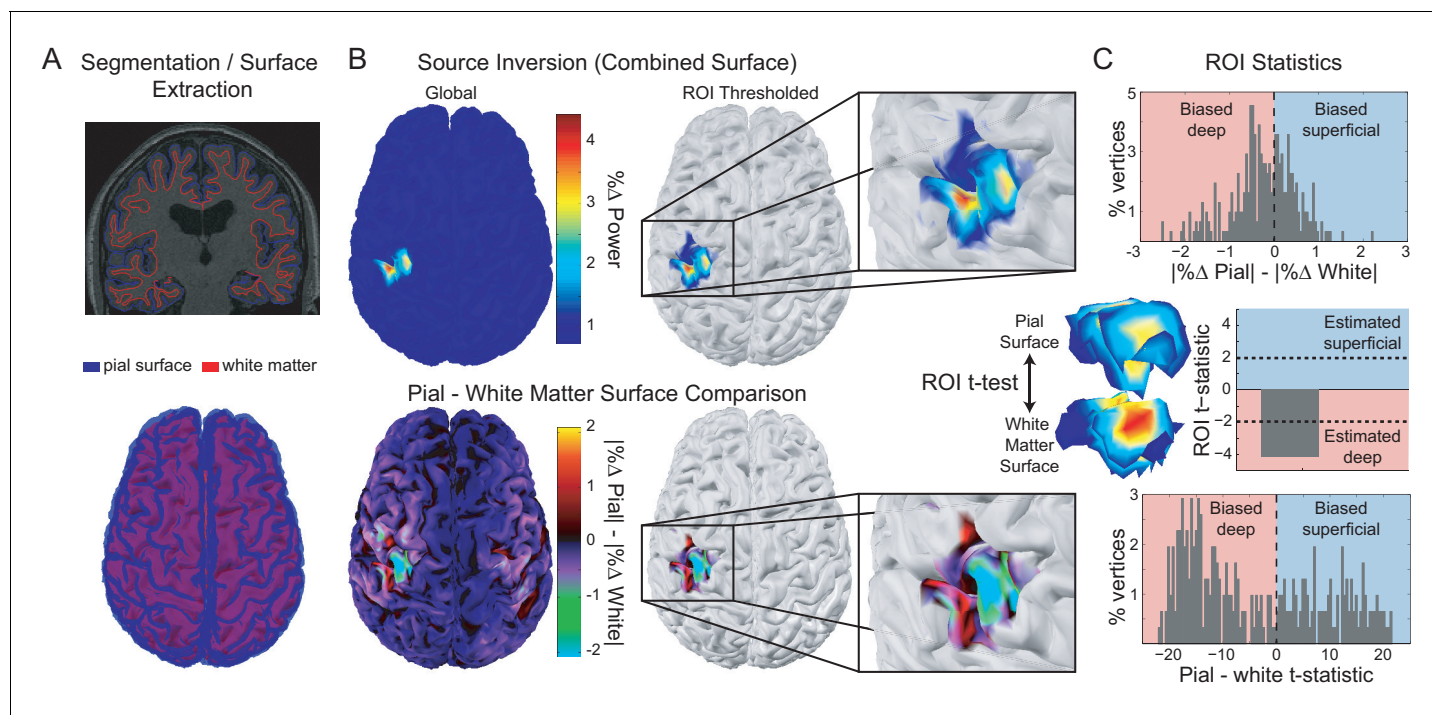 A
Segmentation / Surface
Extraction
pial surface
white matter
B
Source Inversion (Combined Surface)
Global
ROI Thresholded
4
3
2
1
%Δ Power
Pial - White Matter Surface Comparison
2
1
0
-1
-2
|%Δ Pial| - |%Δ White|
C
ROI Statistics
5
3
1
% vertices
Biased
deep
Biased
superficial
-3
−2
−1
0
1
2
3
|%Δ Pial| - |%Δ White|
Pial
Surface
ROI t-test
White
Matter
Surface
ROI t−statistic
4
2
0
−2
−4
Estimated
superficial
Estimated
deep
3
2
1
% vertices
Biased
deep
Biased
superficial
−20
−10
0
10
20
Pial - white t-statistic